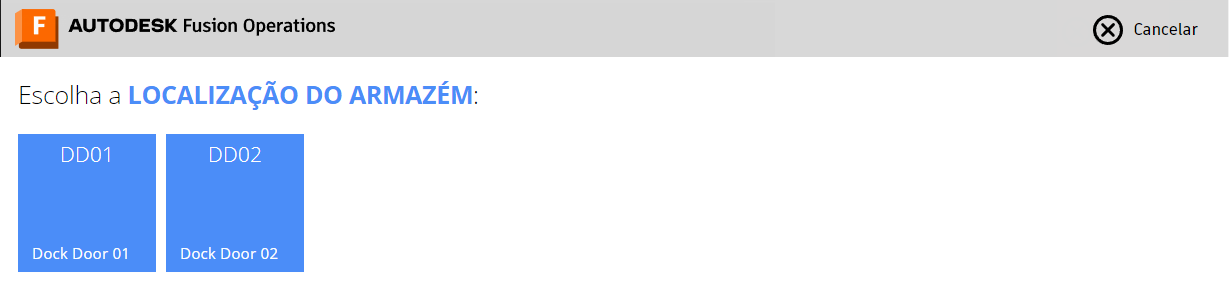 F AUTODESK Fusion Operations
Cancelar
Escolha a LOCALIZAÇÃO DO ARMAZÉM:
DD01
Dock Door 01
DD02
Dock Door 02